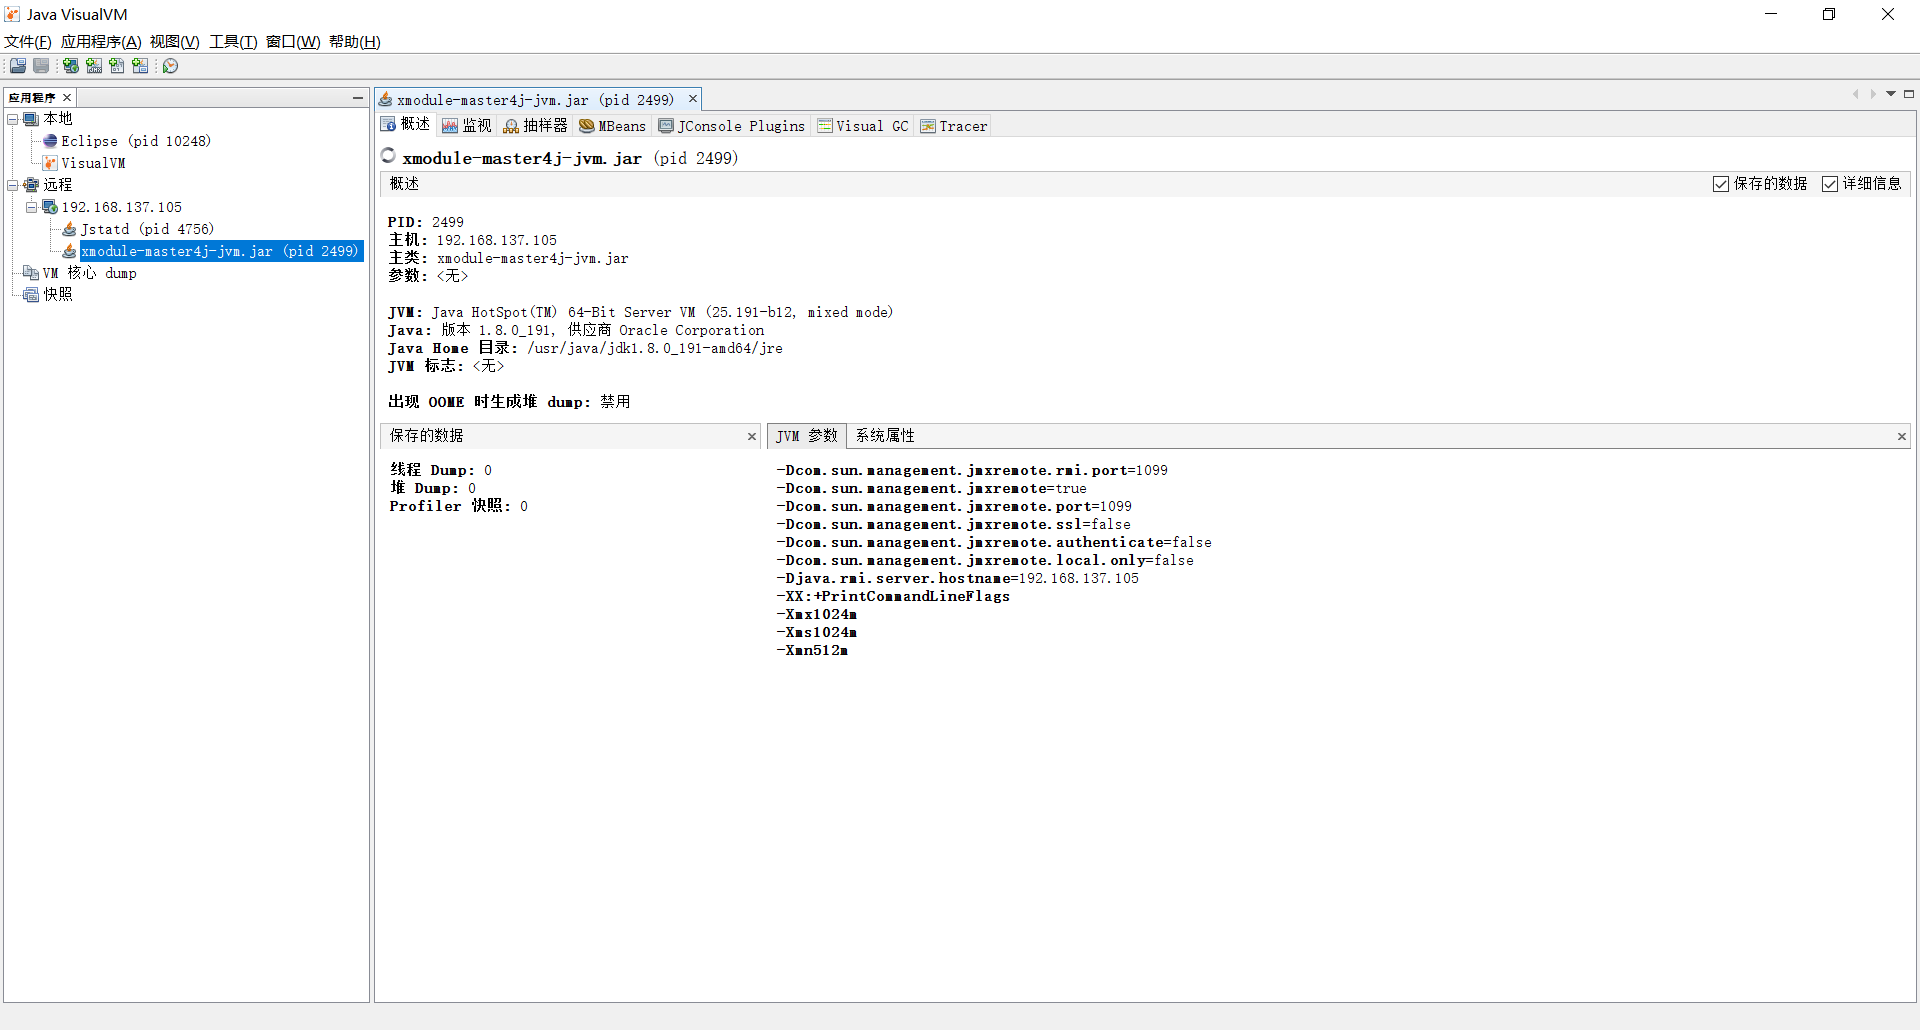 Java VisualVM
文件(F) 应用程序(A) 视图(V) 工具(T) 窗口(W) 帮助(H)
应用程序
本地
Eclipse (pid 10248)
VisualVM
远程
192.168.137.105
Jstatd (pid 4756)
xmodule-master4j-jvm.jar (pid 2499)
VM 核心 dump
快照
xmodule-master4j-jvm.jar (pid 2499)
概述 监视 抽样器 MBeans JConsole Plugins Visual GC Tracer
xmodule-master4j-jvm.jar (pid 2499)
概述 保存的数据 详细信息
PID: 2499
主机: 192.168.137.105
主类: xmodule-master4j-jvm.jar
参数: <无>
JVM: Java HotSpot(TM) 64-Bit Server VM (25.191-b12, mixed mode)
Java: 版本 1.8.0_191, 供应商 Oracle Corporation
Java Home 目录: /usr/java/jdk1.8.0_191-amd64/jre
JVM 标志: <无>
出现 OOME 时生成堆 dump: 禁用
保存的数据
线程 Dump: 0
堆 Dump: 0
Profiler 快照: 0
JVM 参数 系统属性
-Dcom.sun.management.jmxremote.rmi.port=1099
-Dcom.sun.management.jmxremote=true
-Dcom.sun.management.jmxremote.port=1099
-Dcom.sun.management.jmxremote.ssl=false
-Dcom.sun.management.jmxremote.authenticate=false
-Dcom.sun.management.jmxremote.local.only=false
-Djava.rmi.server.hostname=192.168.137.105
-XX:+PrintCommandLineFlags
-Xmx1024m
-Xms1024m
-Xmn512m